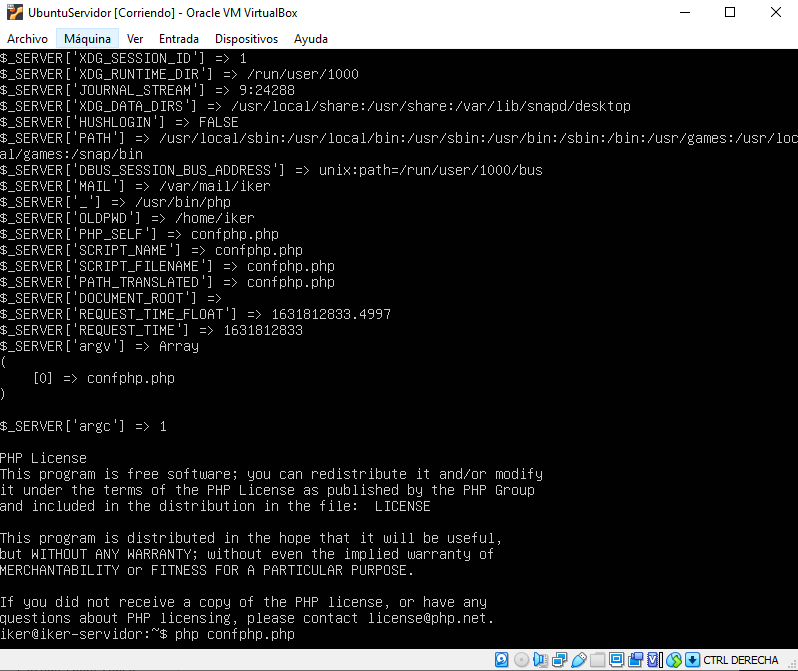 UbuntuServidor [Corriendo] - Oracle VM VirtualBox
Archivo Máquina Ver Entrada Dispositivos Ayuda
$_SERVER['XDG_SESSION_ID'] => 1
$_SERVER['XDG_RUNTIME_DIR'] => /run/user/1000
$_SERVER['JOURNAL_STREAM'] => 9:24288
$_SERVER['XDG_DATA_DIRS'] => /usr/local/share:/usr/share:/var/lib/snapd/desktop
$_SERVER['HUSHLOGIN'] => FALSE
$_SERVER['PATH'] => /usr/local/sbin:/usr/local/bin:/usr/sbin:/usr/bin:/sbin:/bin:/usr/games:/usr/loc
al/games:/snap/bin
$_SERVER['DBUS_SESSION_BUS_ADDRESS'] => unix:path=/run/user/1000/bus
$_SERVER['MAIL'] => /var/mail/iker
$_SERVER['_'] => /usr/bin/php
$_SERVER['OLDPWD'] => /home/iker
$_SERVER['PHP_SELF'] => confphp.php
$_SERVER['SCRIPT_NAME'] => confphp.php
$_SERVER['SCRIPT_FILENAME'] => confphp.php
$_SERVER['PATH_TRANSLATED'] => confphp.php
$_SERVER['DOCUMENT_ROOT'] =>
$_SERVER['REQUEST_TIME_FLOAT'] => 1631812833.4997
$_SERVER['REQUEST_TIME'] => 1631812833
$_SERVER['argv'] => Array
(
    [0] => confphp.php
)
$_SERVER['argc'] => 1
PHP License
This program is free software; you can redistribute it and/or modify
it under the terms of the PHP License as published by the PHP Group
and included in the distribution in the file:  LICENSE
This program is distributed in the hope that it will be useful,
but WITHOUT ANY WARRANTY; without even the implied warranty of
MERCHANTABILITY or FITNESS FOR A PARTICULAR PURPOSE.
If you did not receive a copy of the PHP license, or have any
questions about PHP licensing, please contact license@php.net.
iker@iker-servidor:~$ php confphp.php
CTRL DERECHA